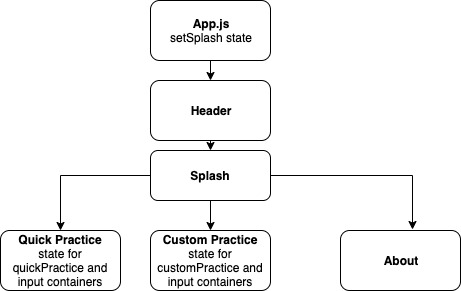 App.js
setSplash state
Header
Splash
Quick Practice
state for
quickPractice and
input containers
Custom Practice
state for
customPractice and
input containers
About